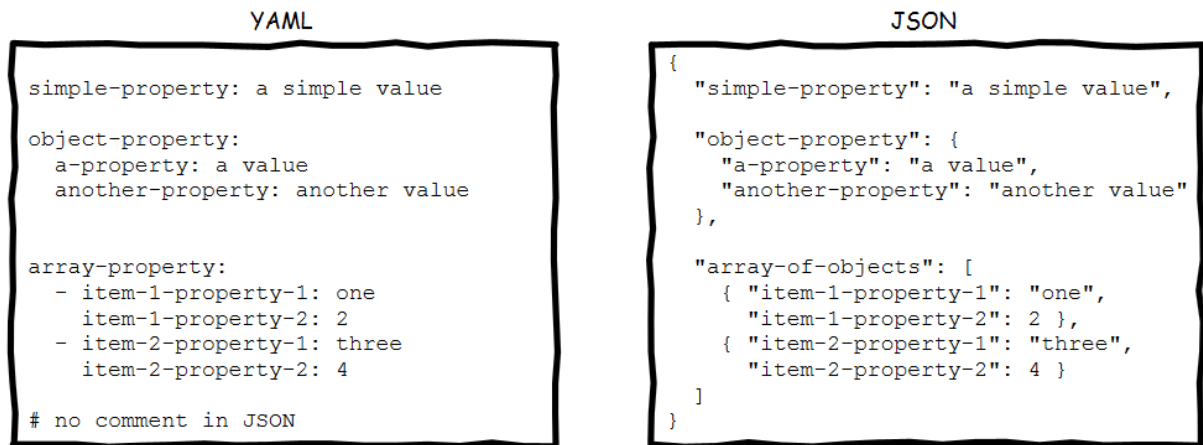 YAML
simple-property: a simple value
object-property:
  a-property: a value
  another-property: another value
array-property:
  - item-1-property-1: one
    item-1-property-2: 2
  - item-2-property-1: three
    item-2-property-2: 4
# no comment in JSON
JSON
{
  "simple-property": "a simple value",
  "object-property": {
    "a-property": "a value",
    "another-property": "another value"
  },
  "array-of-objects": [
    { "item-1-property-1": "one",
      "item-1-property-2": 2 },
    { "item-2-property-1": "three",
      "item-2-property-2": 4 }
  ]
}